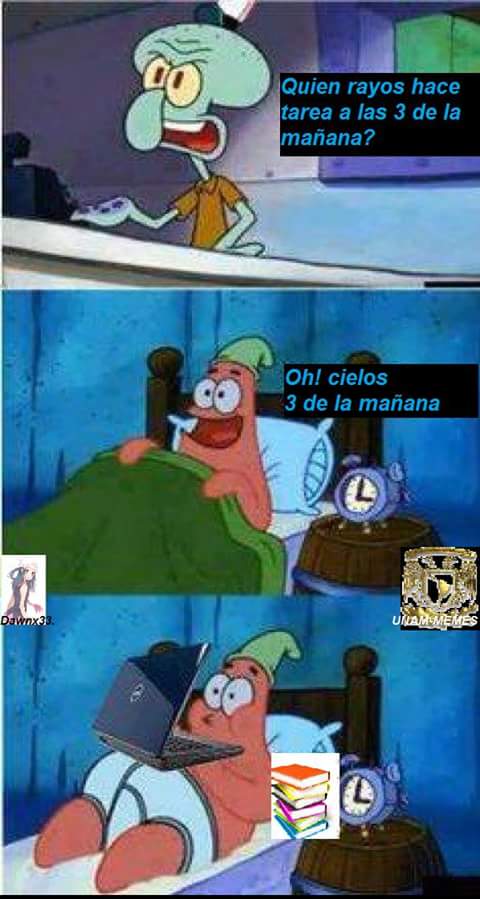 Quien rayos hace
tarea a las 3 de la
mañana?
Oh! cielos
3 de la mañana
Dawnx33.
UNAM-MEMES